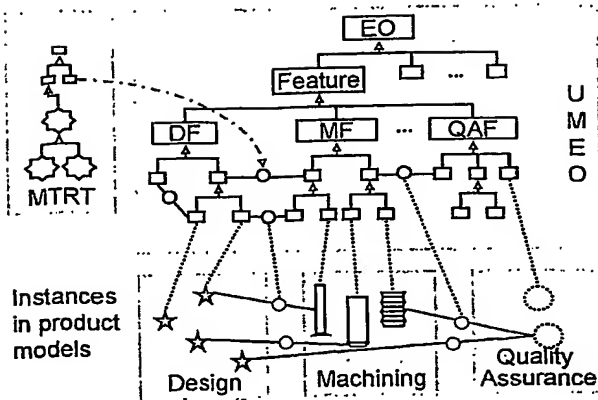 EO
Feature
...
U
M
E
O
DF
MF
...
QAF
MTRT
Instances
in product
models
Design
Machining
Quality
Assurance